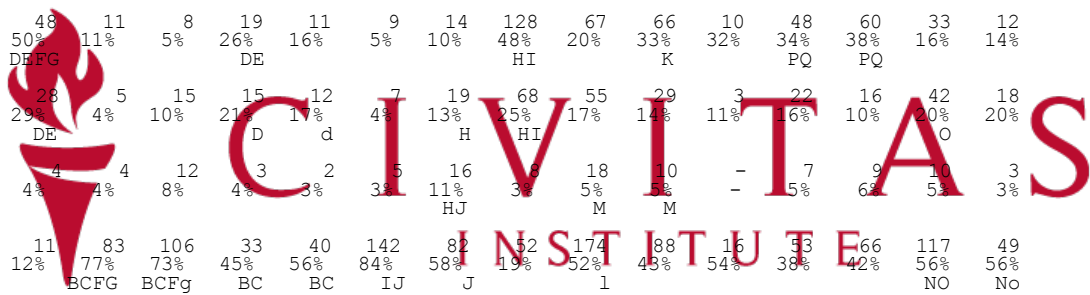 48 11 8 19 11 9 14 128 67 66 10 48 60 33 12
50% 11% 5% 26% 16% 5% 10% 48% 20% 33% 32% 34% 38% 16% 14%
DEFG DE HI K PQ PQ
28 5 15 15 12 7 19 68 55 29 3 22 16 42 18
29% 4% 10% 21% 17% 4% 13% 25% 17% 14% 11% 16% 10% 20% 20%
DE D d H HI O
CIVITAS
4 4 12 3 2 5 16 8 18 10 - 7 9 10 3
4% 4% 8% 4% 3% 3% 11% 3% 5% 5% - 5% 6% 5% 3%
HJ M M
INSTITUTE
11 83 106 33 40 142 82 52 174 88 16 53 66 117 49
12% 77% 73% 45% 56% 84% 58% 19% 52% 43% 54% 38% 42% 56% 56%
BCFG BCFg BC BC IJ J l NO No